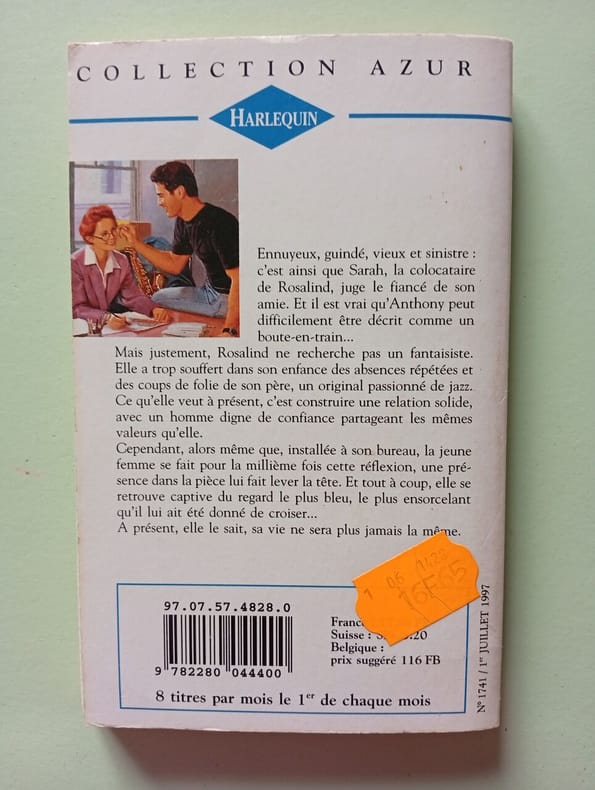 COLLECTION AZUR
HARLEQUIN
Ennuyeux, guindé, vieux et sinistre :
c'est ainsi que Sarah, la colocataire
de Rosalind, juge le fiancé de son
amie. Et il est vrai qu'Anthony peut
difficilement être décrit comme un
boute-en-train...
Mais justement, Rosalind ne recherche pas un fantaisiste.
Elle a trop souffert dans son enfance des absences répétées et
des coups de folie de son père, un original passionné de jazz.
Ce qu'elle veut à présent, c'est construire une relation solide,
avec un homme digne de confiance partageant les mêmes
valeurs qu'elle.
Cependant, alors même que, installée à son bureau, la jeune
femme se fait pour la millième fois cette réflexion, une pré-
sence dans la pièce lui fait lever la tête. Et tout à coup, elle se
retrouve captive du regard le plus bleu, le plus ensorcelant
qu'il lui ait été donné de croiser...
A présent, elle le sait, sa vie ne sera plus jamais la même.
97.07.57.4828.0
9 782280 044400
16F65
Franc
Suisse : .20
Belgique :
prix suggéré 116 FB
8 titres par mois le 1er de chaque mois
N° 1741 / 1er JUILLET 1997